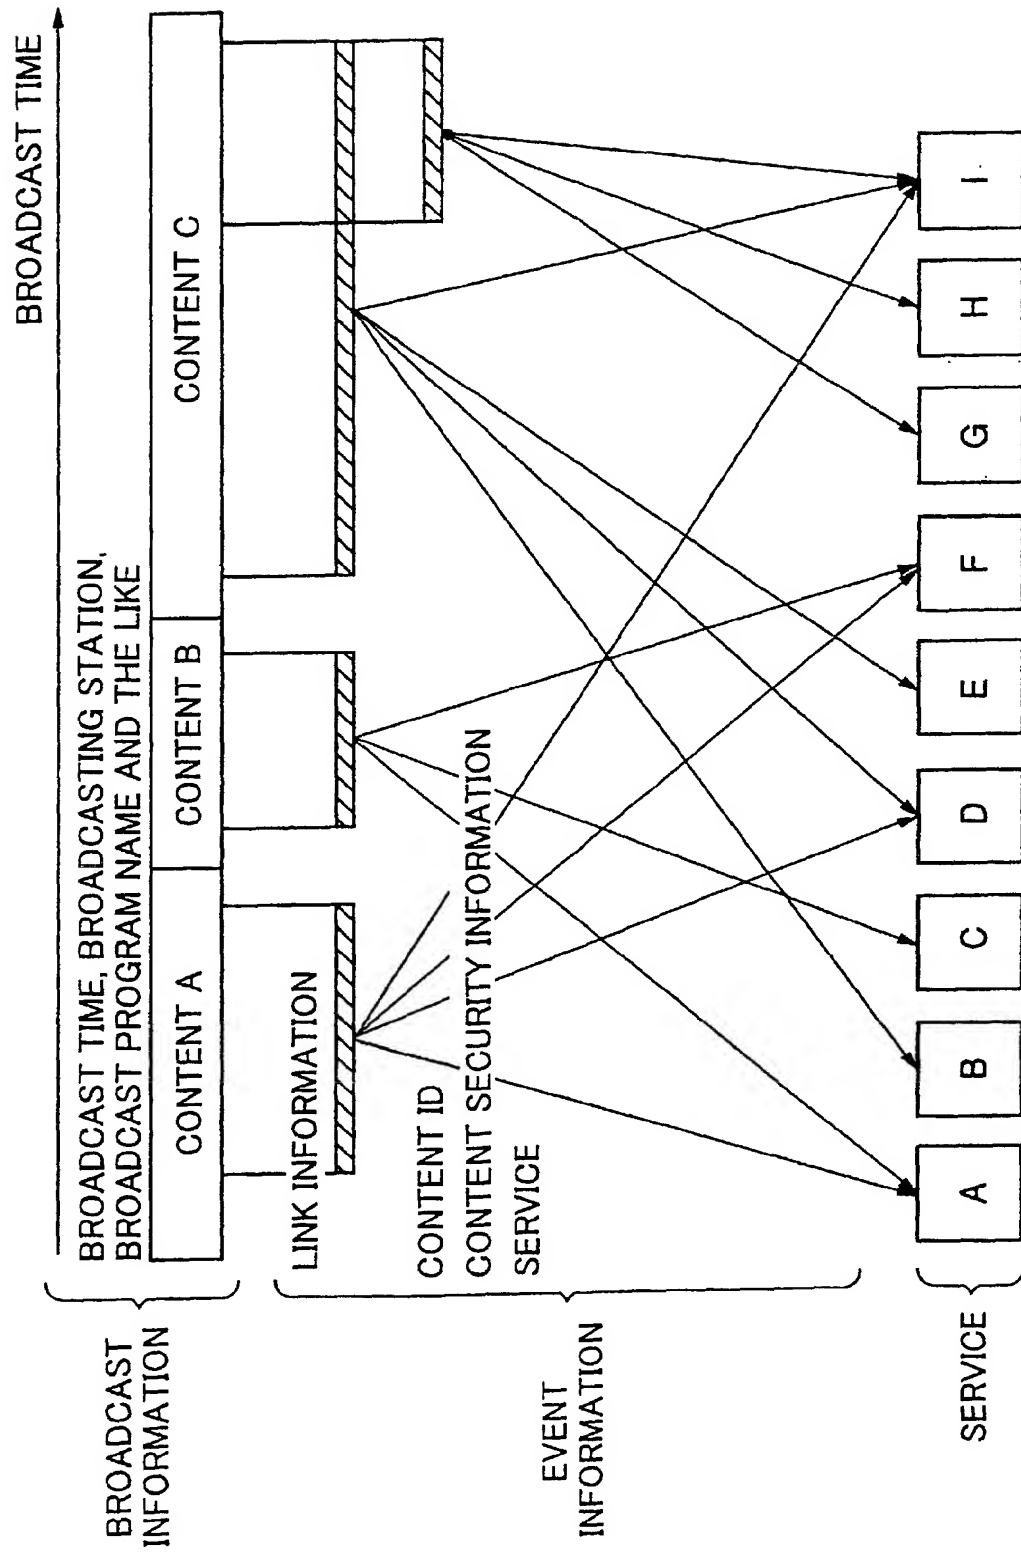 BROADCAST TIME
BROADCAST
INFORMATION
BROADCAST TIME, BROADCASTING STATION,
BROADCAST PROGRAM NAME AND THE LIKE
CONTENT A
CONTENT B
CONTENT C
EVENT
INFORMATION
LINK INFORMATION
CONTENT ID
CONTENT SECURITY INFORMATION
SERVICE
SERVICE
A
B
C
D
E
F
G
H
I